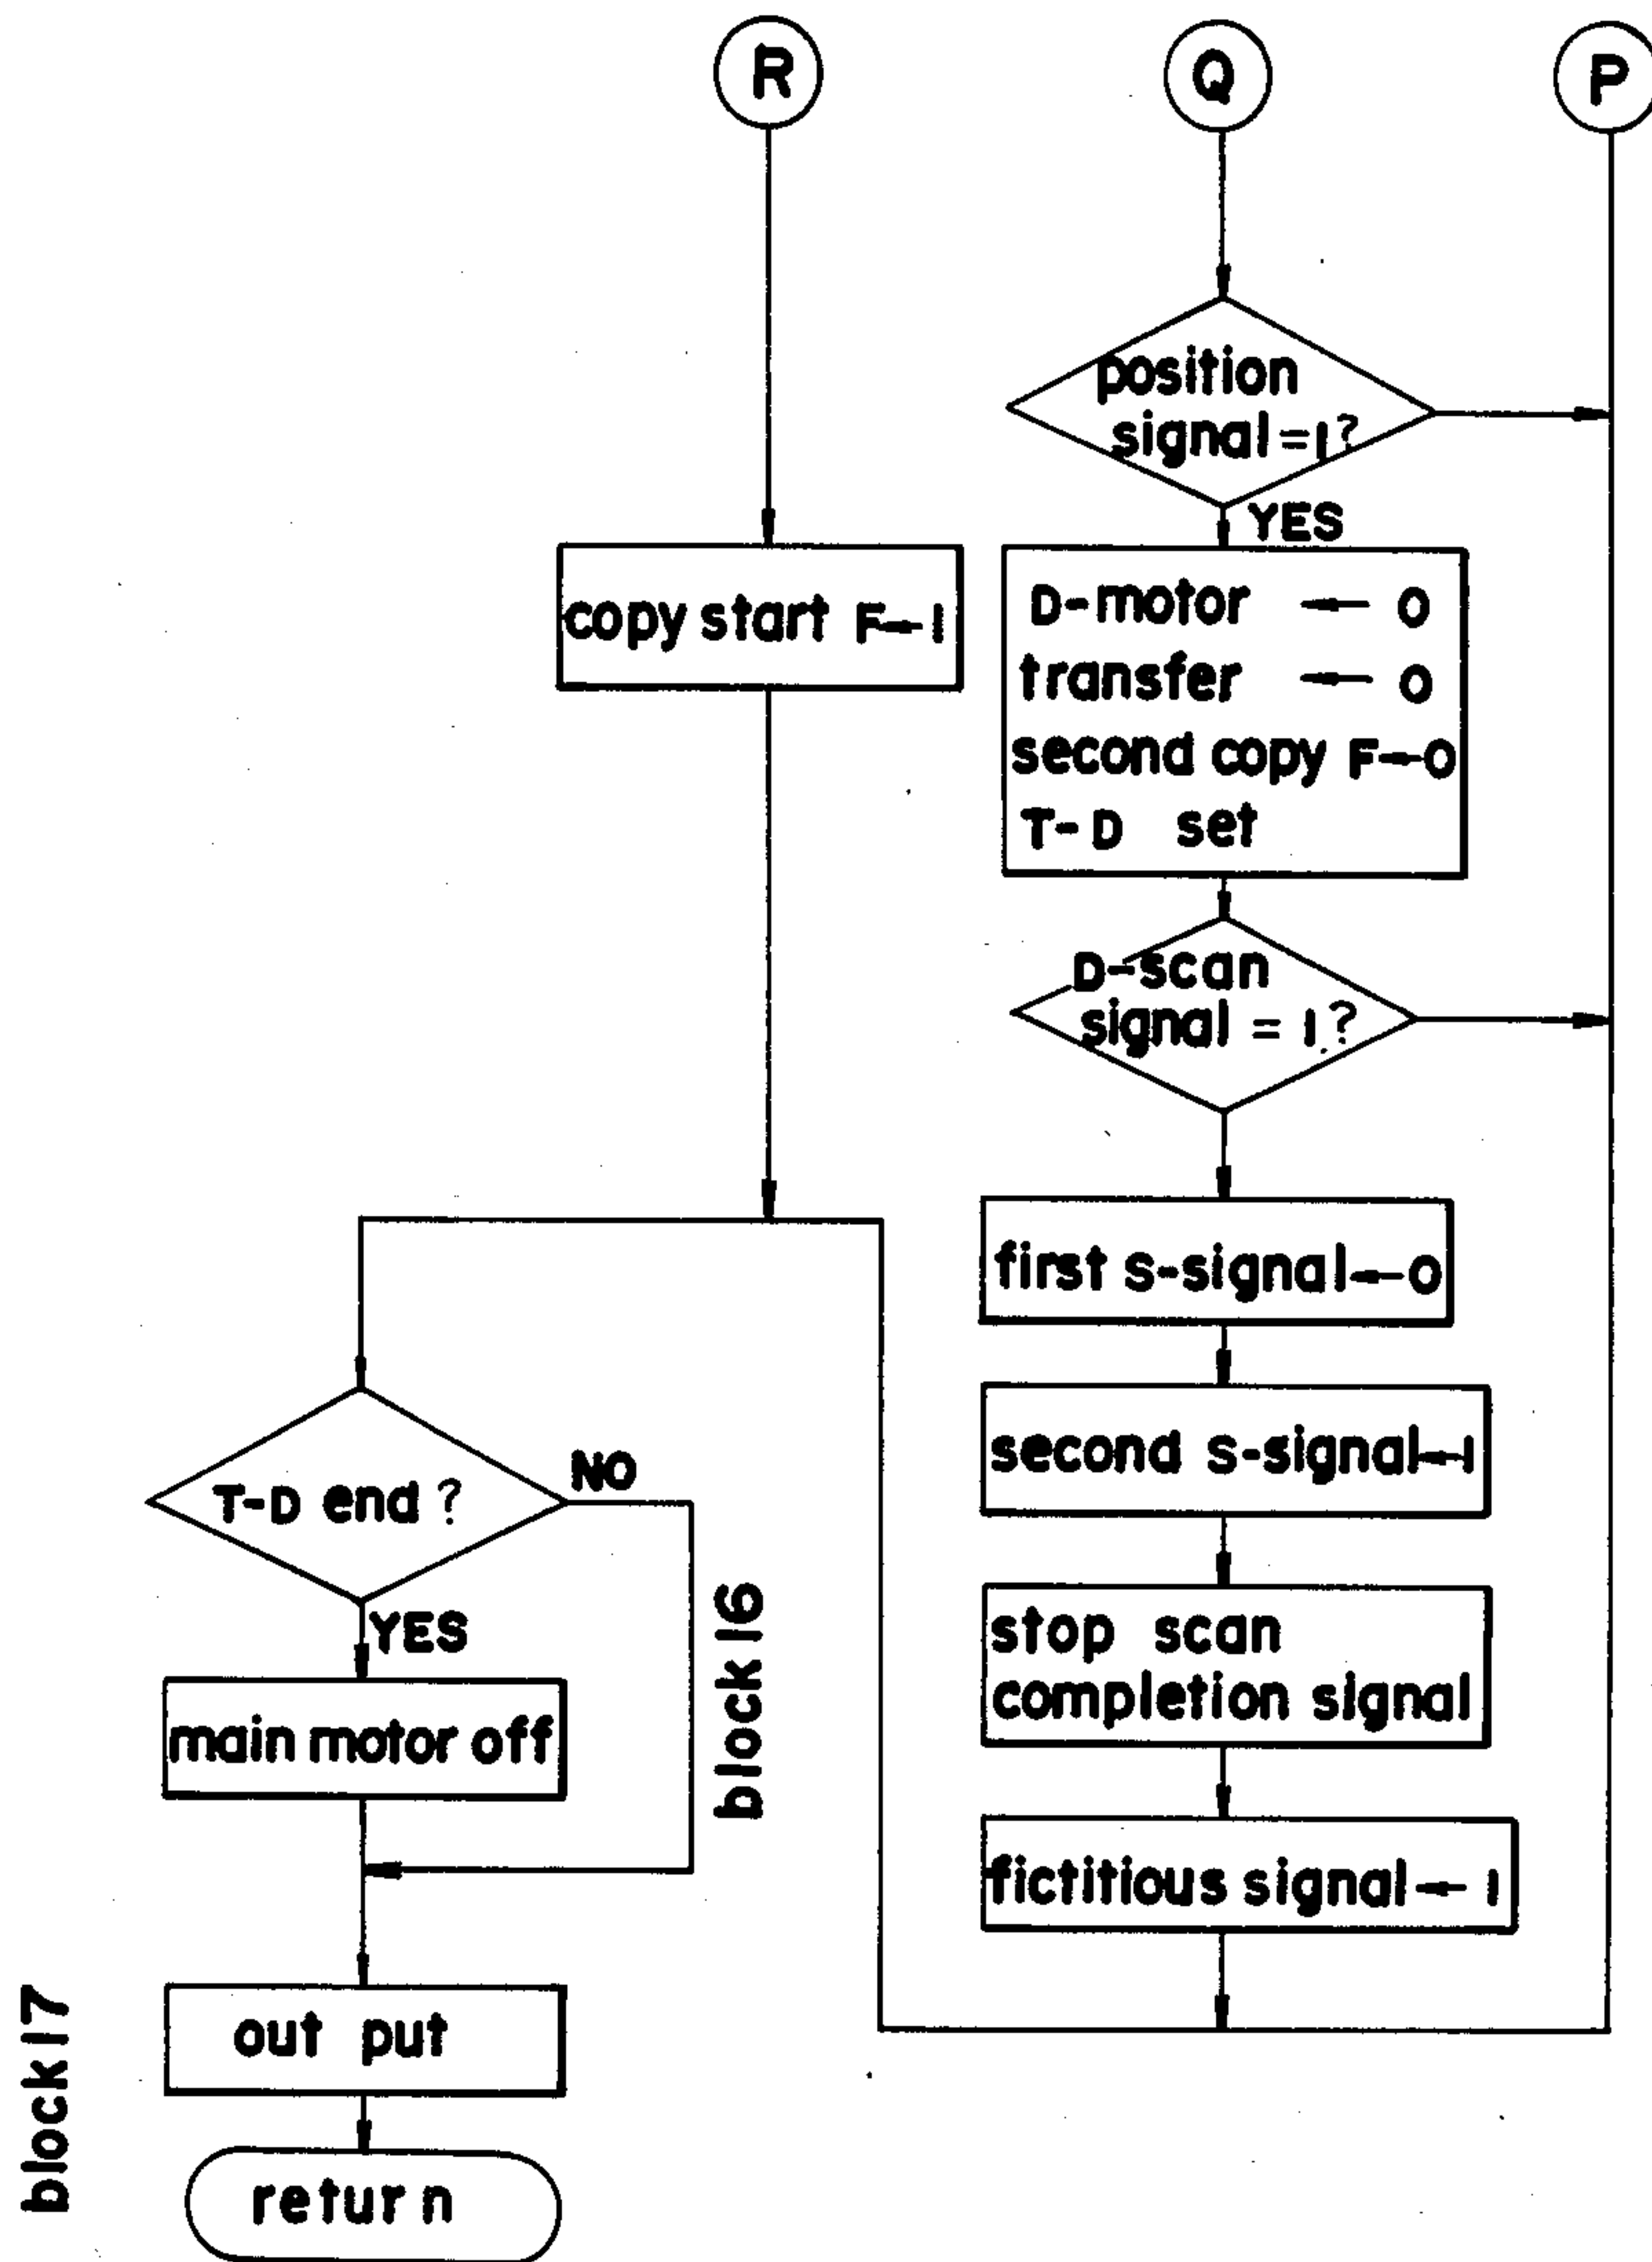 R
Q
P
position
signal = 1 ?
YES
D-motor ← 0
transfer ← 0
second copy F←0
T-D set
copy start F←1
D-scan
signal = 1 ?
first S-signal←0
second S-signal←1
stop scan
completion signal
fictitious signal ← 1
T-D end ?
NO
YES
main motor off
block 16
out put
return
block 17